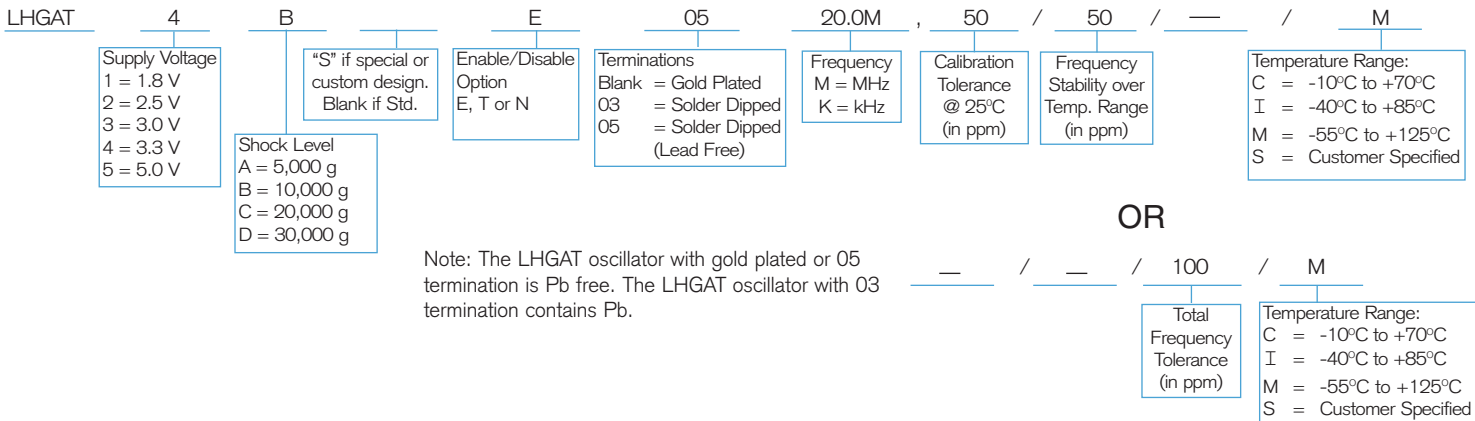 LHGAT 4 B E 05 20.0M , 50 / 50 / — / M
Supply Voltage
1 = 1.8 V
2 = 2.5 V
3 = 3.0 V
4 = 3.3 V
5 = 5.0 V
Shock Level
A = 5,000 g
B = 10,000 g
C = 20,000 g
D = 30,000 g
“S” if special or
custom design.
Blank if Std.
Enable/Disable
Option
E, T or N
Terminations
Blank = Gold Plated
03 = Solder Dipped
05 = Solder Dipped
(Lead Free)
Frequency
M = MHz
K = kHz
Calibration
Tolerance
@ 25°C
(in ppm)
Frequency
Stability over
Temp. Range
(in ppm)
Temperature Range:
C = -10°C to +70°C
I = -40°C to +85°C
M = -55°C to +125°C
S = Customer Specified
OR
Note: The LHGAT oscillator with gold plated or 05
termination is Pb free. The LHGAT oscillator with 03
termination contains Pb.
— / — / 100 / M
Total
Frequency
Tolerance
(in ppm)
Temperature Range:
C = -10°C to +70°C
I = -40°C to +85°C
M = -55°C to +125°C
S = Customer Specified